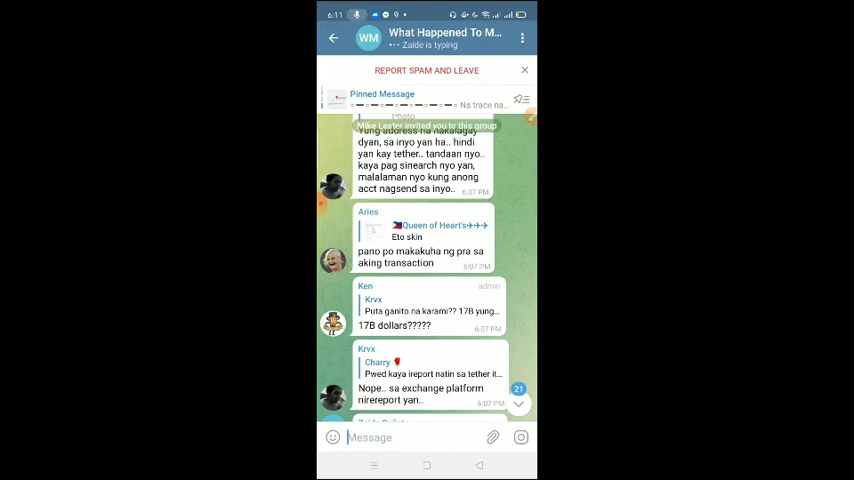 6:11
WM What Happened To M...
Zaide is typing
REPORT SPAM AND LEAVE
Pinned Message
Na trace na...
Photo
Mike Lester invited you to this group
Yung address na nakalagay
dyan, sa inyo yan ha.. hindi
yan kay tether.. tandaan nyo..
kaya pag sinearch nyo yan,
malalaman nyo kung anong
acct nagsend sa inyo.. 6:07 PM
Aries
🇵🇭Queen of Heart's✈✈✈
Eto skin
pano po makakuha ng pra sa
aking transaction 6:07 PM
Ken admin
Krvx
Puta ganito na karami?? 17B yung...
17B dollars????? 6:07 PM
Krvx
Charry 🌹
Pwed kaya ireport natin sa tether it...
Nope.. sa exchange platform
nirereport yan.. 6:07 PM
21
Message